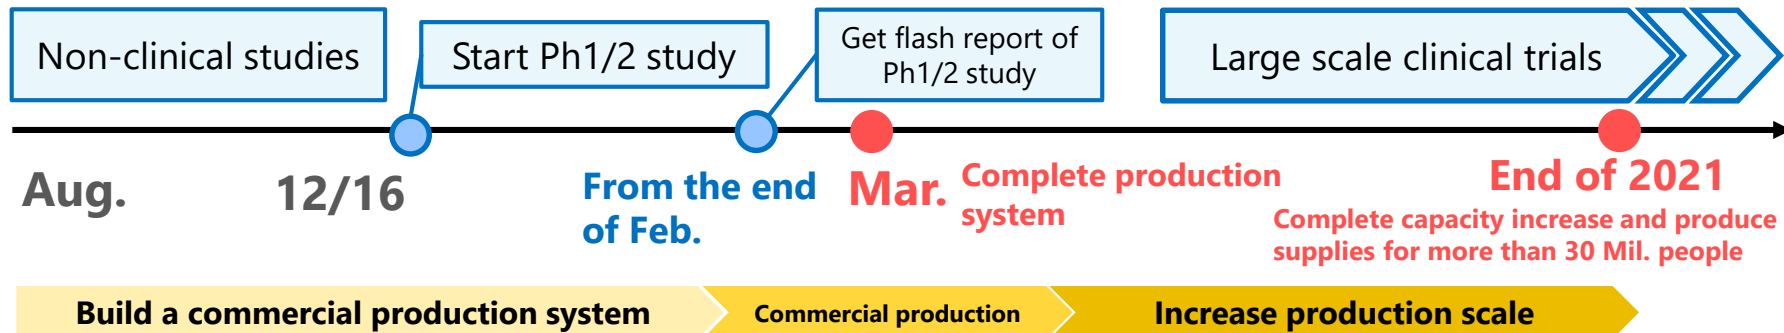 Non-clinical studies
Start Ph1/2 study
Get flash report of
Ph1/2 study
Large scale clinical trials
Aug.
12/16
From the end
of Feb.
Mar.
Complete production
system
End of 2021
Complete capacity increase and produce
supplies for more than 30 Mil. people
Build a commercial production system
Commercial production
Increase production scale